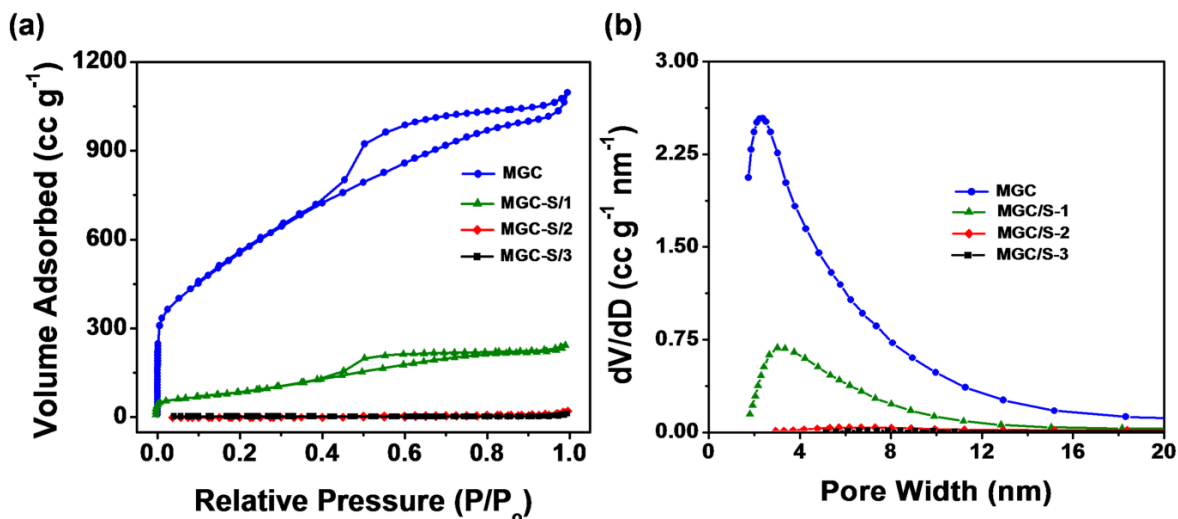 (a)
Volume Adsorbed (cc g⁻¹)
1200
900
600
300
0
0.0 0.2 0.4 0.6 0.8 1.0
Relative Pressure (P/Pₒ)
MGC
MGC-S/1
MGC-S/2
MGC-S/3
(b)
dV/dD (cc g⁻¹ nm⁻¹)
3.00
2.25
1.50
0.75
0.00
0 4 8 12 16 20
Pore Width (nm)
MGC
MGC/S-1
MGC/S-2
MGC/S-3